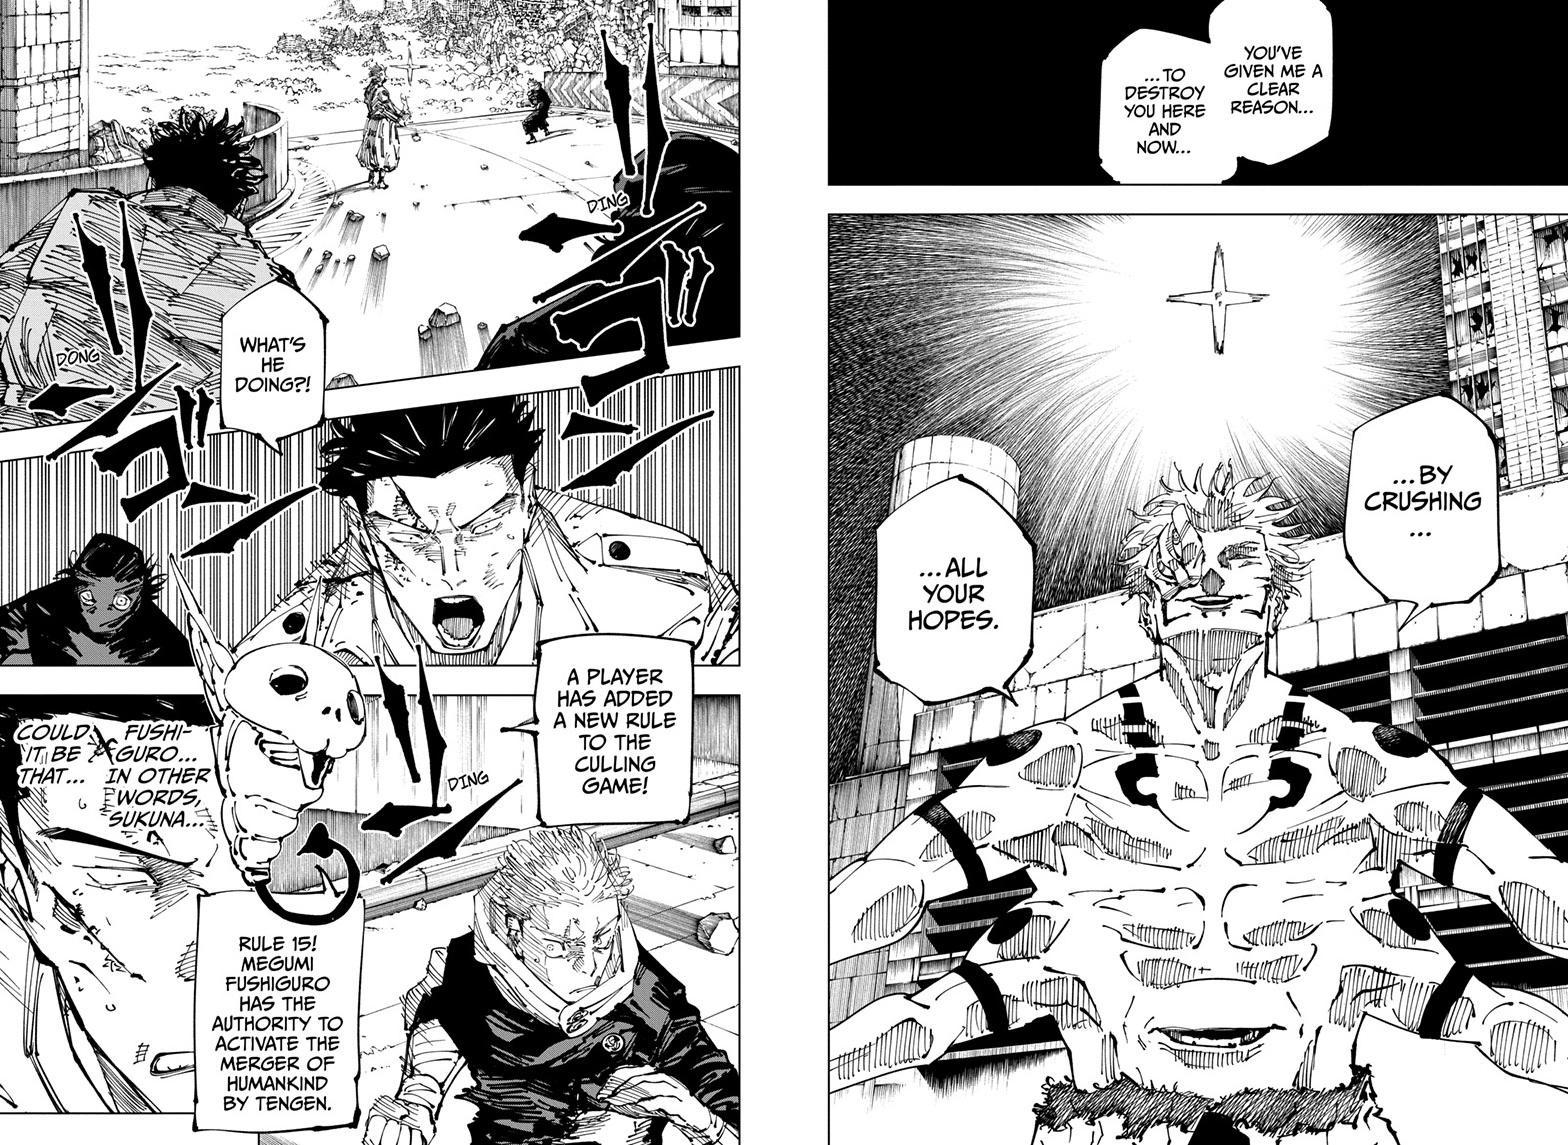 YOU'VE
GIVEN ME A
CLEAR
REASON...
...TO
DESTROY
YOU HERE
AND
NOW...
...BY
CRUSHING
...
...ALL
YOUR
HOPES.
DING
DONG
WHAT'S
HE
DOING?!
A PLAYER
HAS ADDED
A NEW RULE
TO THE
CULLING
GAME!
DING
RULE 15!
MEGUMI
FUSHIGURO
HAS THE
AUTHORITY TO
ACTIVATE THE
MERGER OF
HUMANKIND
BY TENGEN.
FUSHI-
GURO...
IN OTHER
WORDS,
SUKUNA...
COULD
IT BE
THAT...